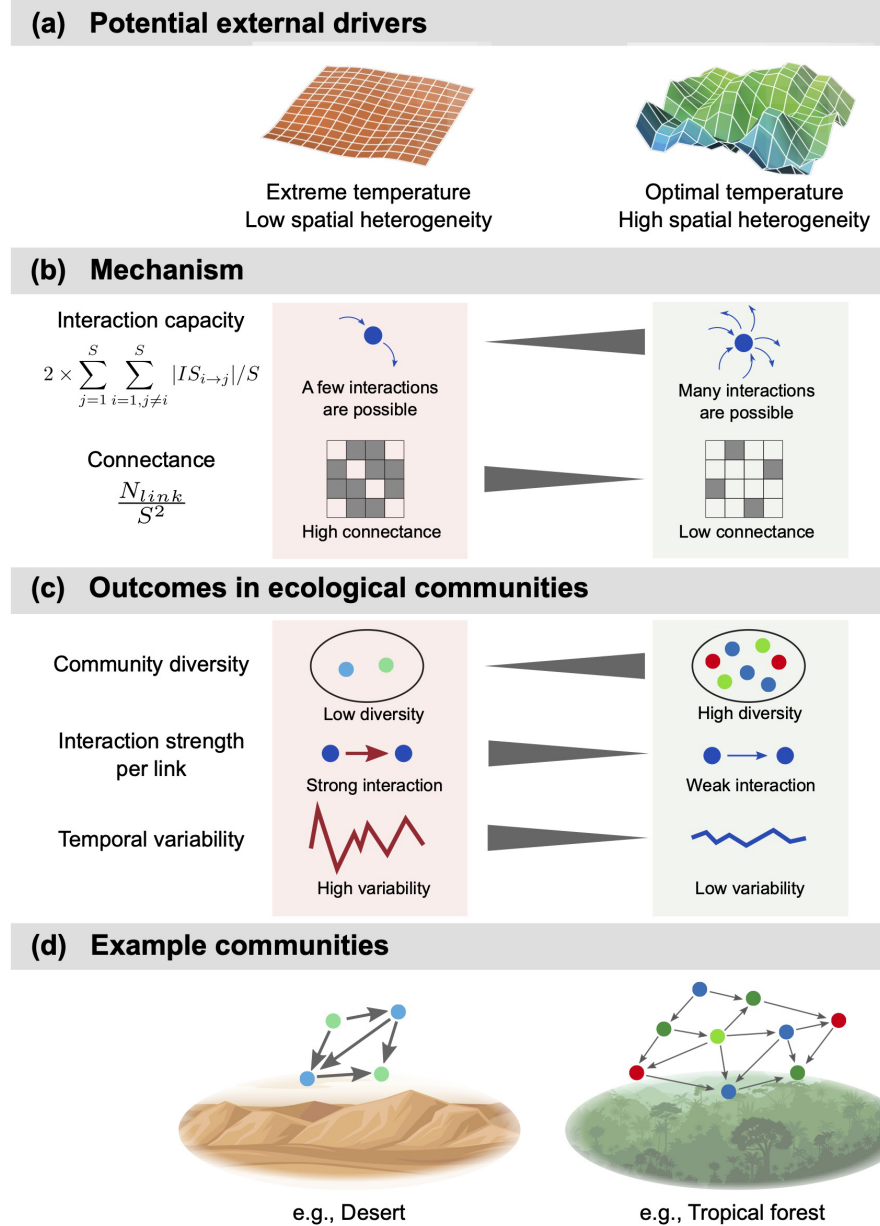 (a) Potential external drivers
Extreme temperature
Low spatial heterogeneity
Optimal temperature
High spatial heterogeneity
(b) Mechanism
Interaction capacity
2 × ∑_{j=1}^{S} ∑_{i=1,j≠i}^{S} |IS_{i→j}|/S
A few interactions
are possible
Many interactions
are possible
Connectance
N_{link}/S^2
High connectance
Low connectance
(c) Outcomes in ecological communities
Community diversity
Low diversity
High diversity
Interaction strength
per link
Strong interaction
Weak interaction
Temporal variability
High variability
Low variability
(d) Example communities
e.g., Desert
e.g., Tropical forest